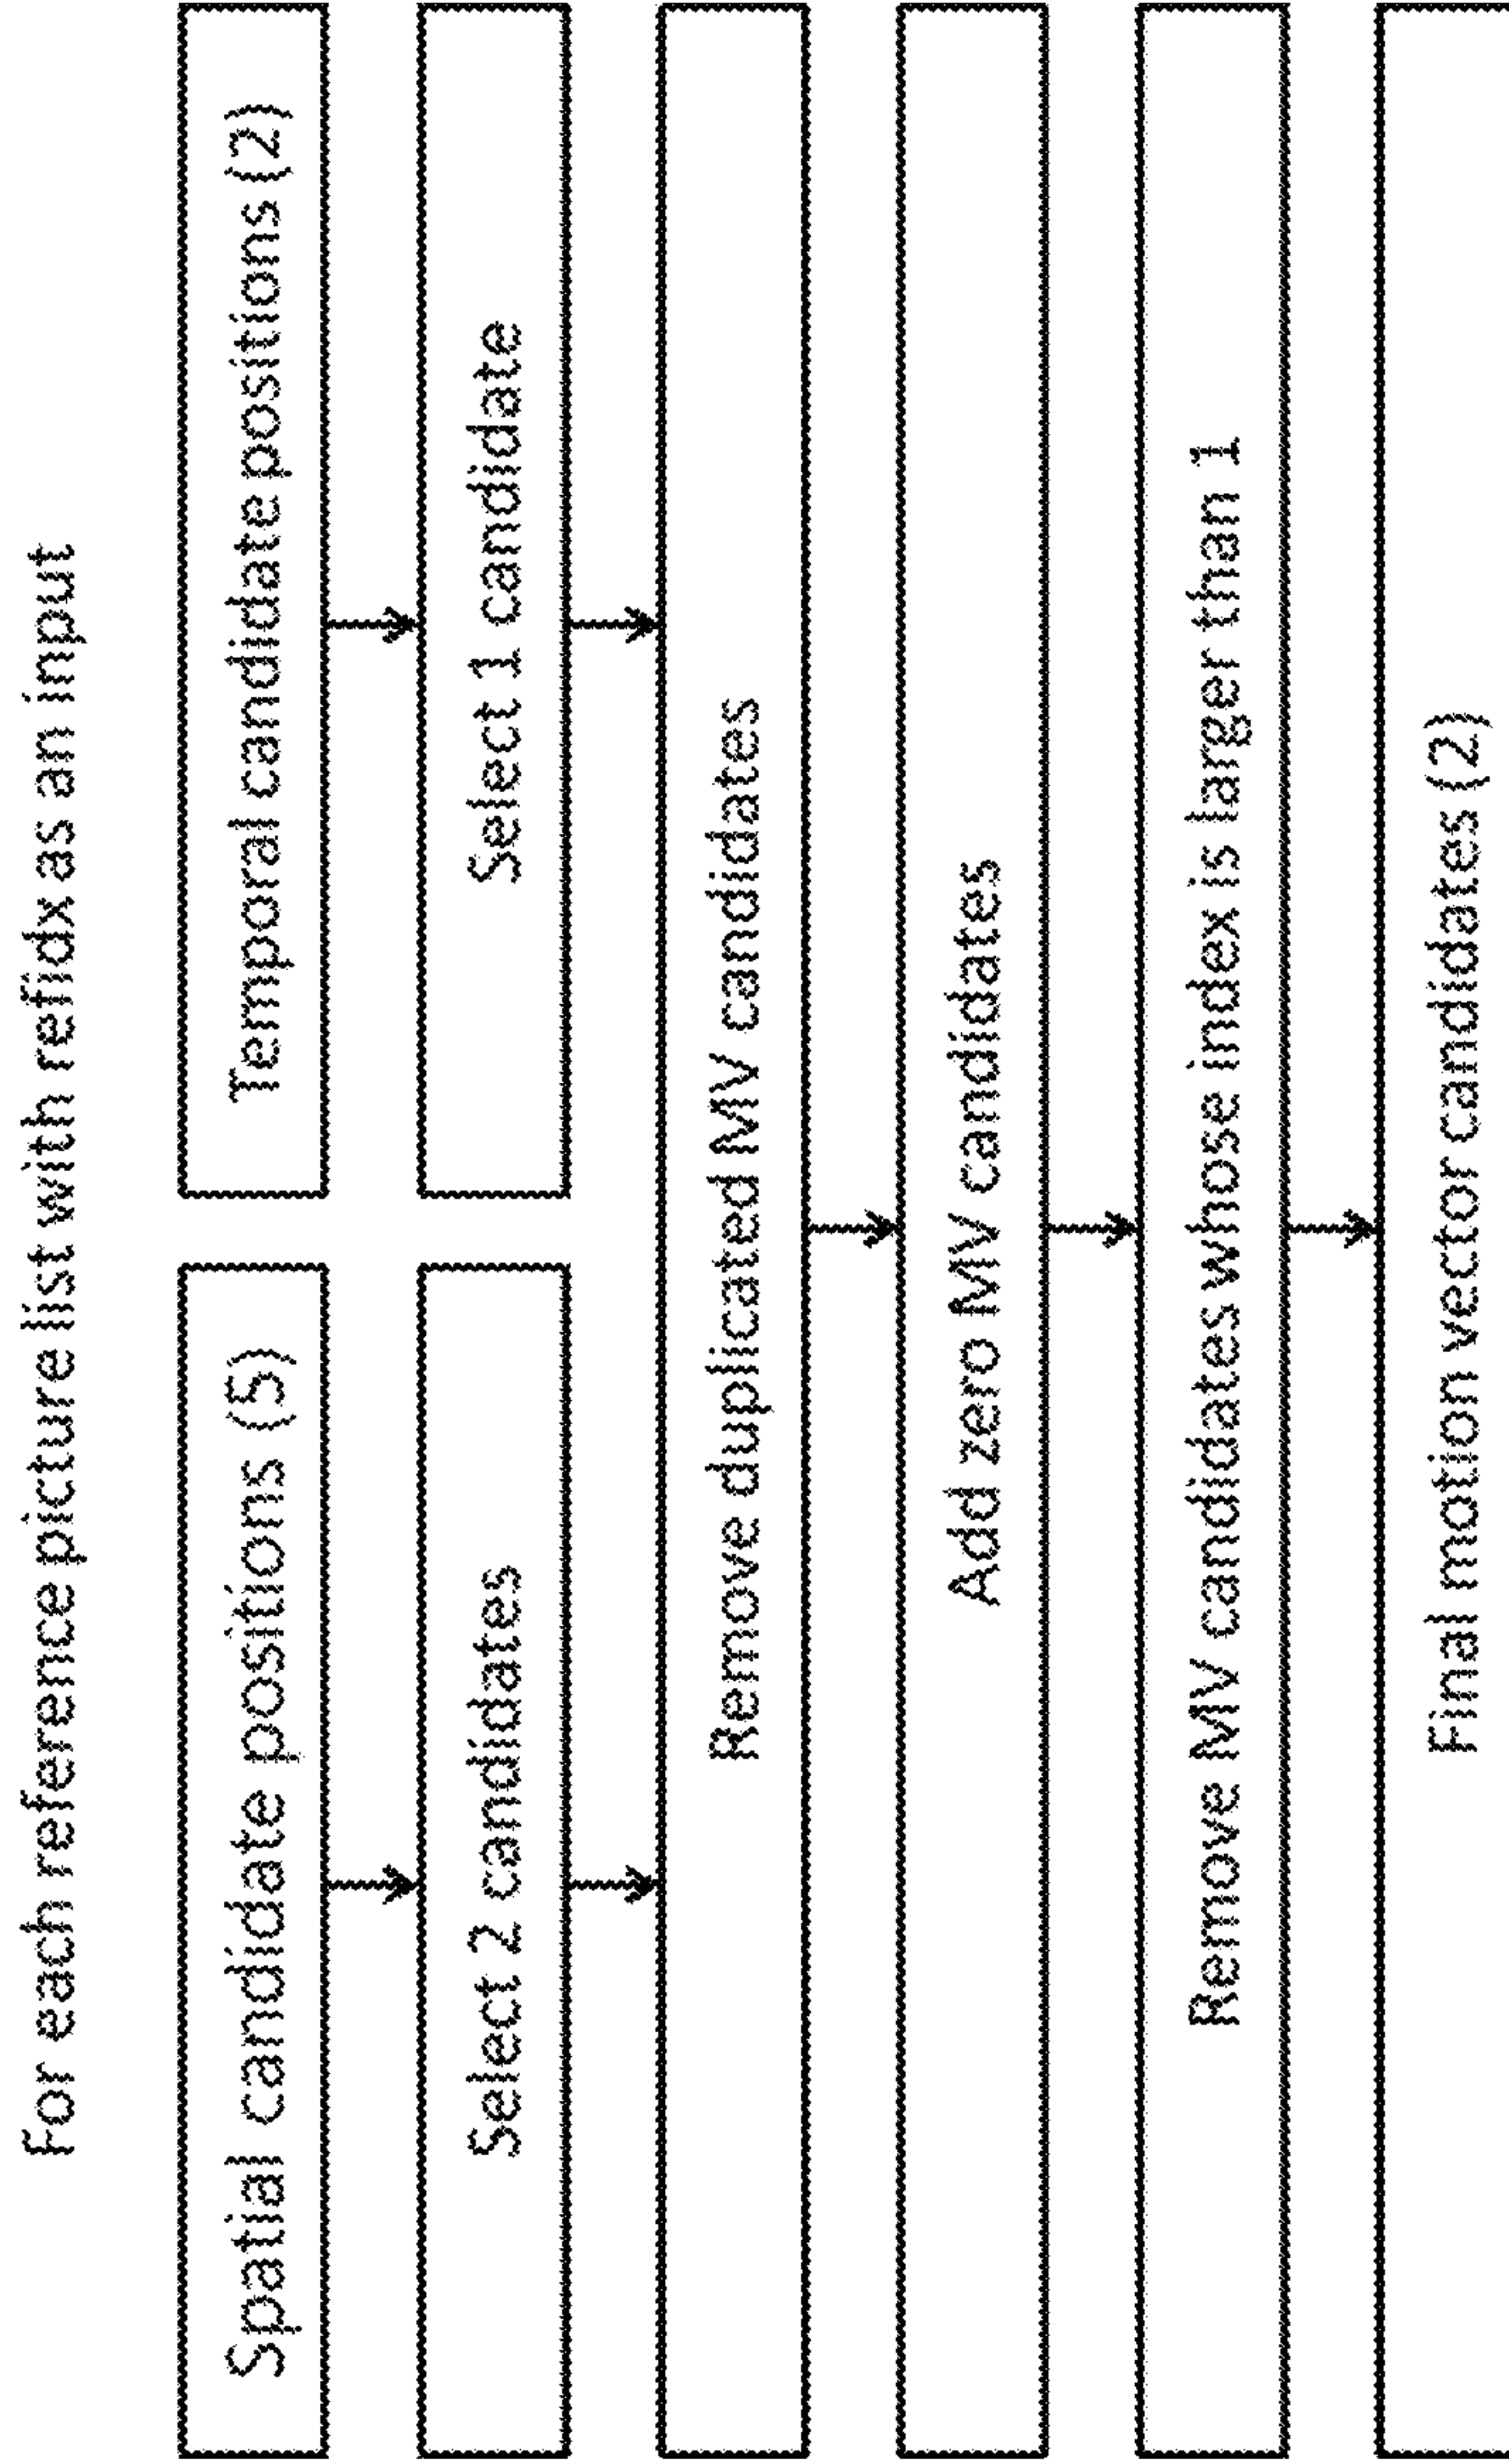 For each reference picture list with refidx as an input
Spatial candidate positions (5)
Temporal candidate positions (2)
Select 2 candidates
Select 1 candidate
Remove duplicated MV candidates
Add zero MV candidates
Remove MV candidates whose index is larger than 1
Final motion vector candidates (2)